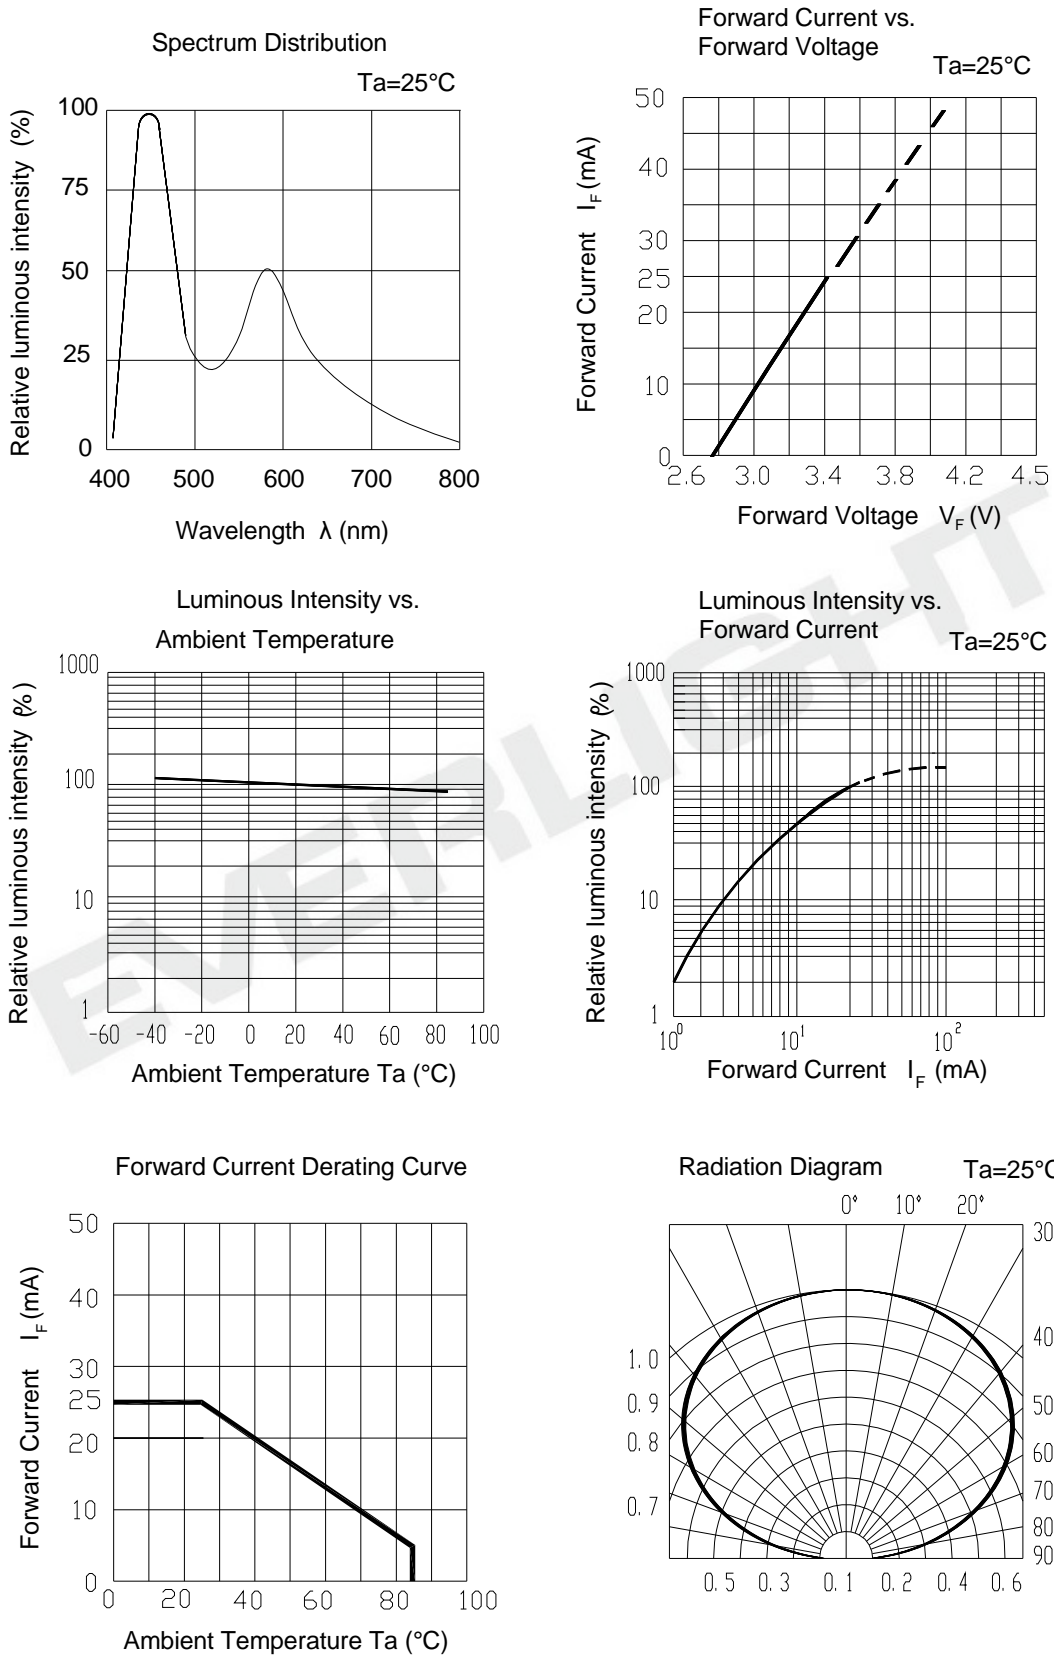 Spectrum Distribution
Ta=25°C
Relative luminous intensity (%)
100
75
50
25
0
400 500 600 700 800
Wavelength λ (nm)
Forward Current vs.
Forward Voltage
Ta=25°C
Forward Current I_F (mA)
50
40
30
25
20
10
0
2.6 3.0 3.4 3.8 4.2 4.5
Forward Voltage V_F (V)
Luminous Intensity vs.
Ambient Temperature
Relative luminous intensity (%)
1000
100
10
1
-60 -40 -20 0 20 40 60 80 100
Ambient Temperature Ta (°C)
Luminous Intensity vs.
Forward Current
Ta=25°C
Relative luminous intensity (%)
1000
100
10
1
10⁰ 10¹ 10²
Forward Current I_F (mA)
EVERLIGHT
Forward Current Derating Curve
Forward Current I_F (mA)
50
40
30
25
20
10
0
0 20 40 60 80 100
Ambient Temperature Ta (°C)
Radiation Diagram
Ta=25°C
0° 10° 20°
30
40
50
60
70
80
90
1.0
0.9
0.8
0.7
0.5 0.3 0.1 0.2 0.4 0.6